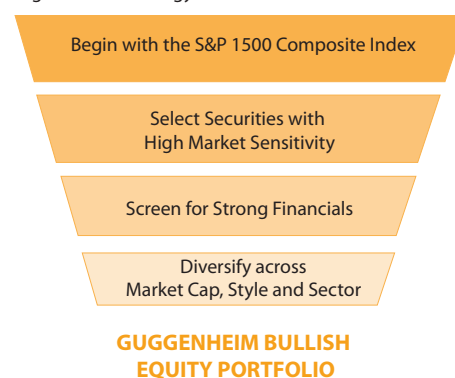 Begin with the S&P 1500 Composite Index
Select Securities with
High Market Sensitivity
Screen for Strong Financials
Diversify across
Market Cap, Style and Sector
GUGGENHEIM BULLISH
EQUITY PORTFOLIO